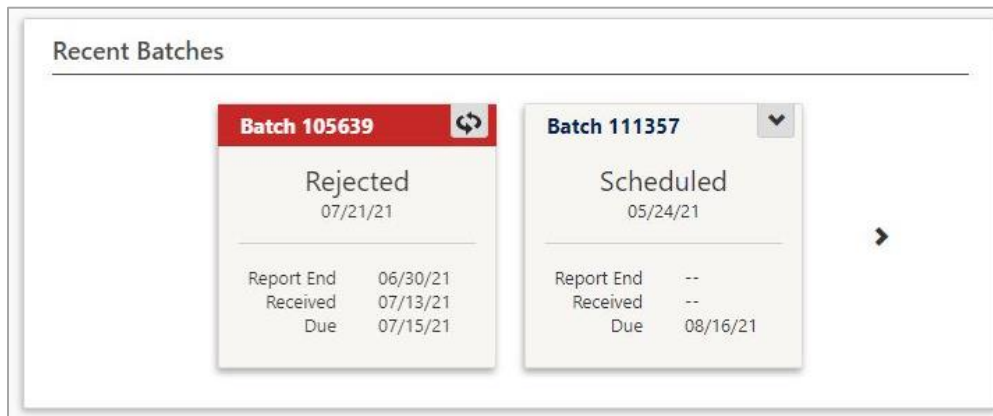 Recent Batches
Batch 105639
Rejected
07/21/21
Report End 06/30/21
Received 07/13/21
Due 07/15/21
Batch 111357
Scheduled
05/24/21
Report End --
Received --
Due 08/16/21